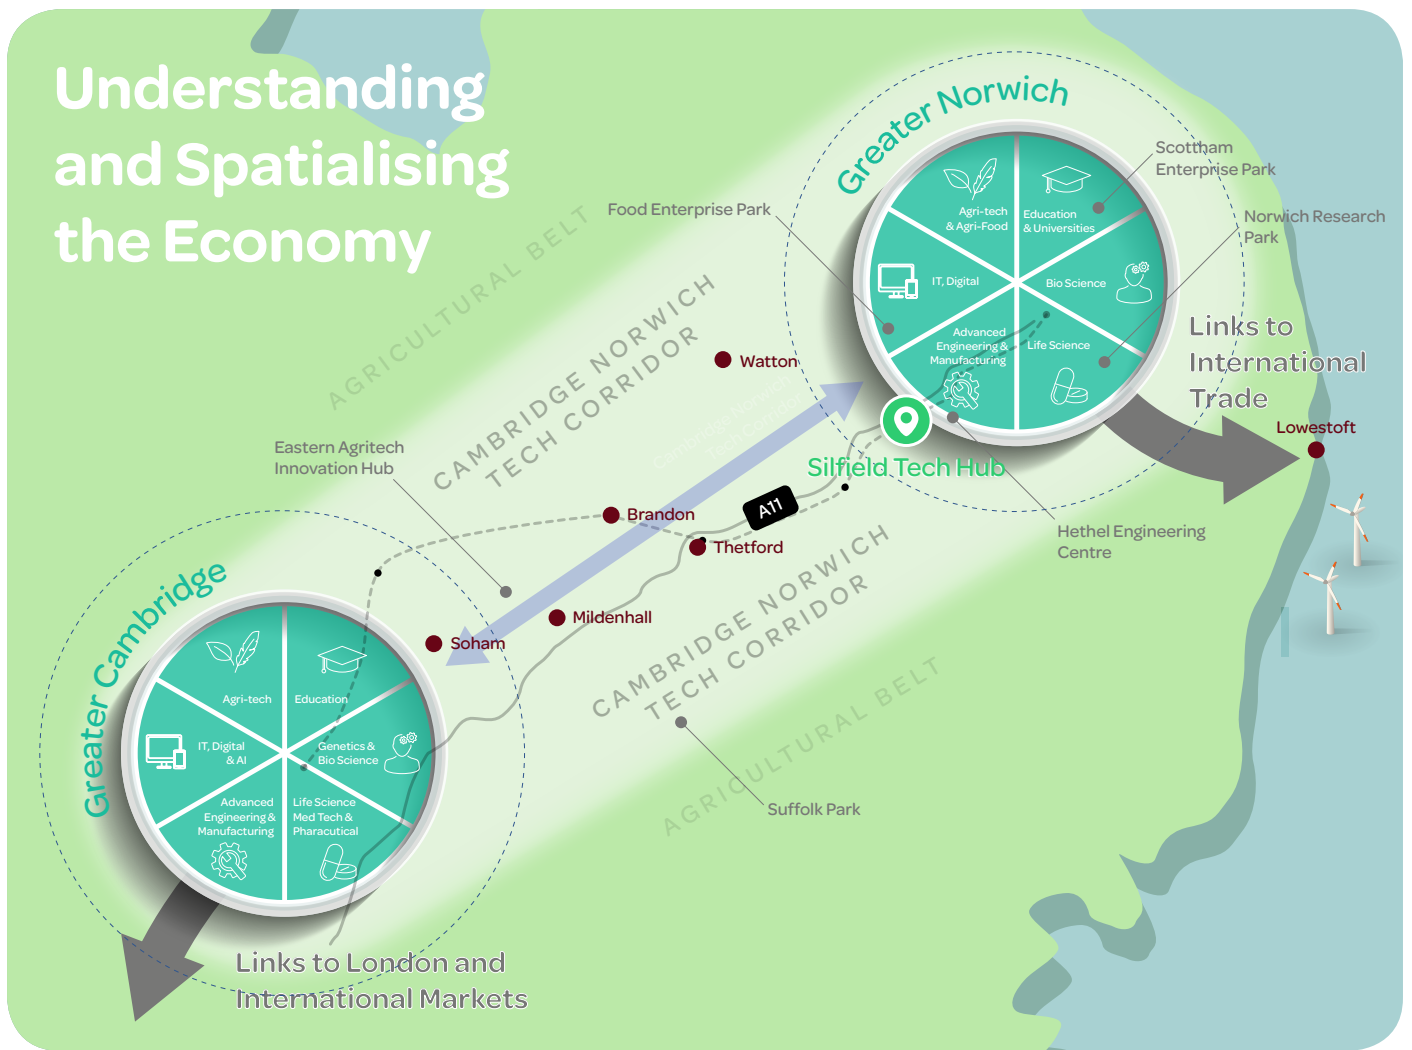 Understanding
and Spatialising
the Economy
AGRICULTURAL BELT
CAMBRIDGE NORWICH
TECH CORRIDOR
Greater Norwich
Agri-tech
& Agri-Food
Education
& Universities
IT, Digital
Bio Science
Advanced
Engineering &
Manufacturing
Life Science
Scottham
Enterprise Park
Norwich Research
Park
Food Enterprise Park
Links to
International
Trade
Lowestoft
Watton
Cambridge Norwich
Tech Corridor
Silfield Tech Hub
Hethel Engineering
Centre
Eastern Agritech
Innovation Hub
A11
Brandon
Thetford
Mildenhall
Soham
CAMBRIDGE NORWICH
TECH CORRIDOR
AGRICULTURAL BELT
Suffolk Park
Greater Cambridge
Agri-tech
Education
IT, Digital
& AI
Genetics &
Bio Science
Advanced
Engineering &
Manufacturing
Life Science
Med Tech &
Pharacutical
Links to London and
International Markets